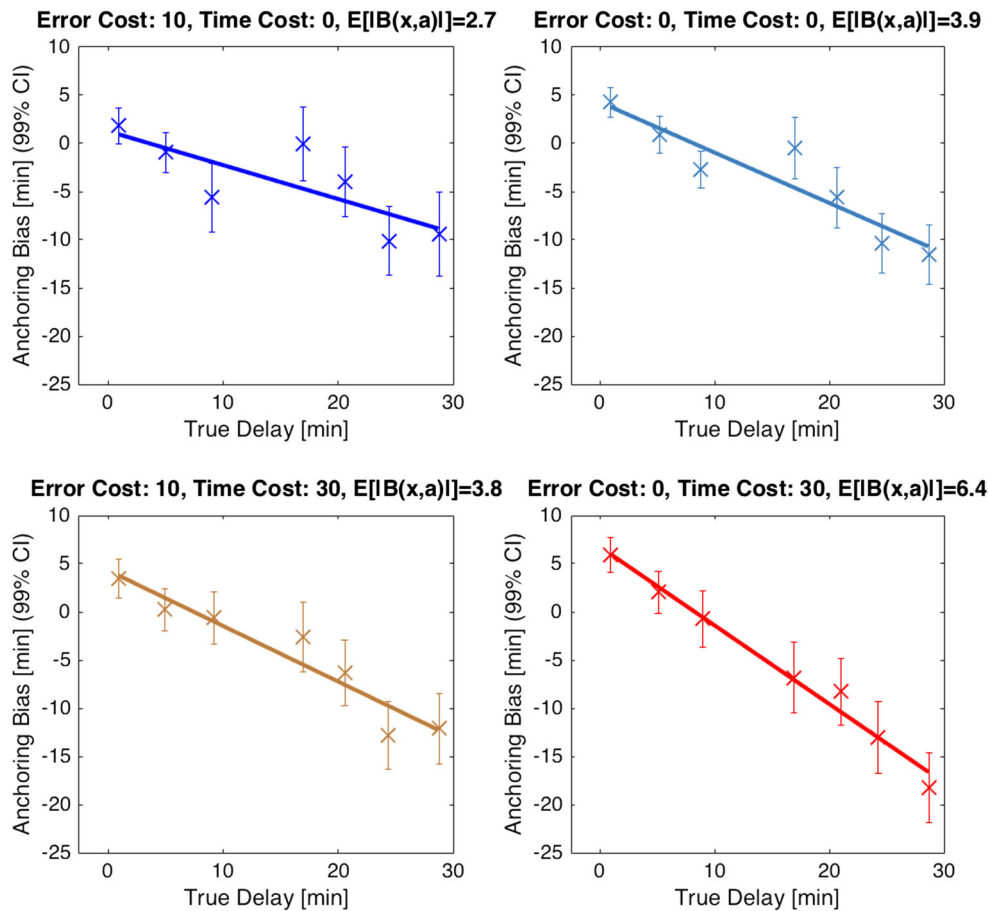 Error Cost: 10, Time Cost: 0, E[|B(x,a)|]=2.7
Anchoring Bias [min] (99% CI)
10
5
0
-5
-10
-15
-20
-25
0 10 20 30
True Delay [min]
Error Cost: 0, Time Cost: 0, E[|B(x,a)|]=3.9
Anchoring Bias [min] (99% CI)
10
5
0
-5
-10
-15
-20
-25
0 10 20 30
True Delay [min]
Error Cost: 10, Time Cost: 30, E[|B(x,a)|]=3.8
Anchoring Bias [min] (99% CI)
10
5
0
-5
-10
-15
-20
-25
0 10 20 30
True Delay [min]
Error Cost: 0, Time Cost: 30, E[|B(x,a)|]=6.4
Anchoring Bias [min] (99% CI)
10
5
0
-5
-10
-15
-20
-25
0 10 20 30
True Delay [min]